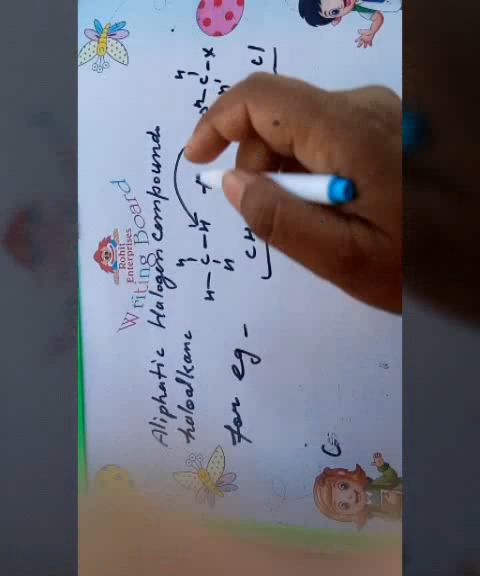 Rohit
Enterprises
Writing Board
Aliphatic Halogen compound
haloalkane
H
H-C-H
H
H
C-X
H
for eg -
CH
Cl
C